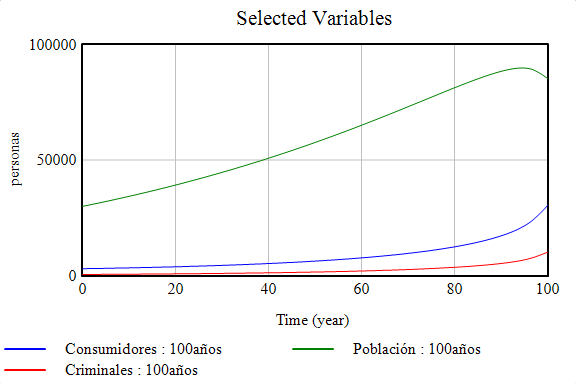 Selected Variables
100000
50000
0
personas
0 20 40 60 80 100
Time (year)
Consumidores : 100años Población : 100años
Criminales : 100años